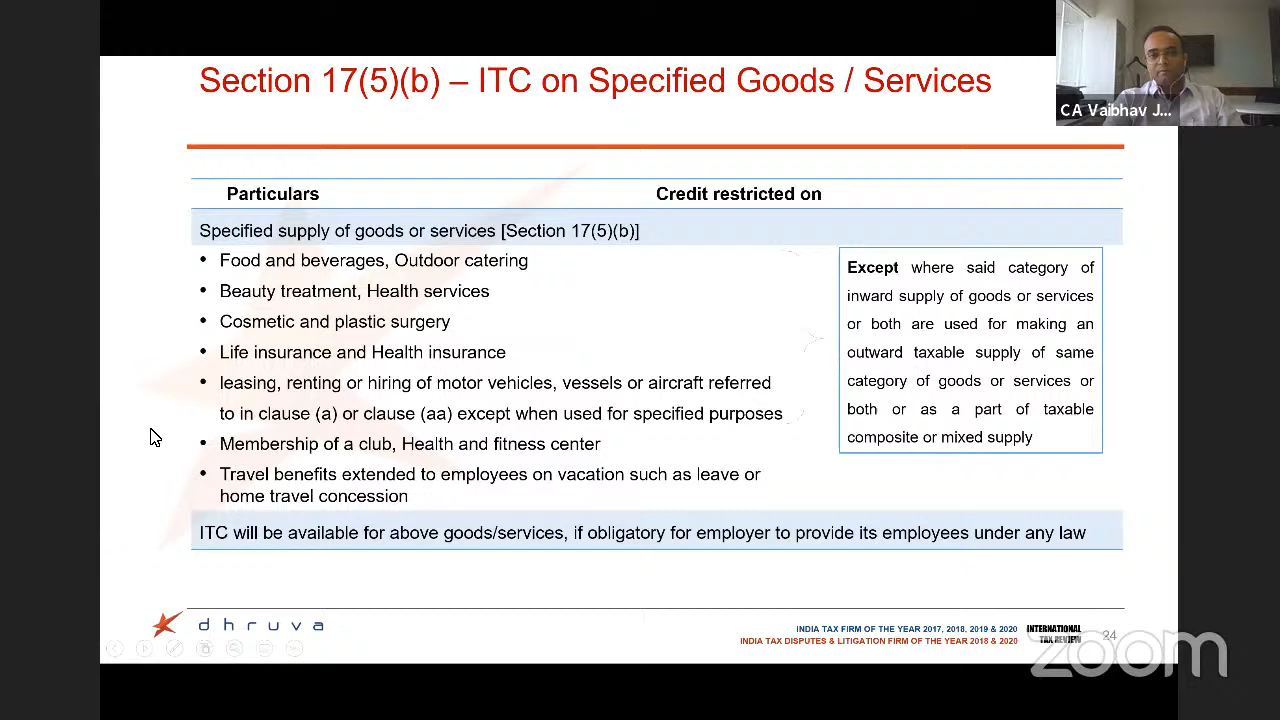 Section 17(5)(b) – ITC on Specified Goods / Services
CA Vaibhav J...
Particulars
Credit restricted on
Specified supply of goods or services [Section 17(5)(b)]
• Food and beverages, Outdoor catering
• Beauty treatment, Health services
• Cosmetic and plastic surgery
• Life insurance and Health insurance
• leasing, renting or hiring of motor vehicles, vessels or aircraft referred
to in clause (a) or clause (aa) except when used for specified purposes
• Membership of a club, Health and fitness center
• Travel benefits extended to employees on vacation such as leave or
home travel concession
Except where said category of
inward supply of goods or services
or both are used for making an
outward taxable supply of same
category of goods or services or
both or as a part of taxable
composite or mixed supply
ITC will be available for above goods/services, if obligatory for employer to provide its employees under any law
dhruva
INDIA TAX FIRM OF THE YEAR 2017, 2018, 2019 & 2020
INDIA TAX DISPUTES & LITIGATION FIRM OF THE YEAR 2018 & 2020
INTERNATIONAL
TAX REVIEW
24
zoom